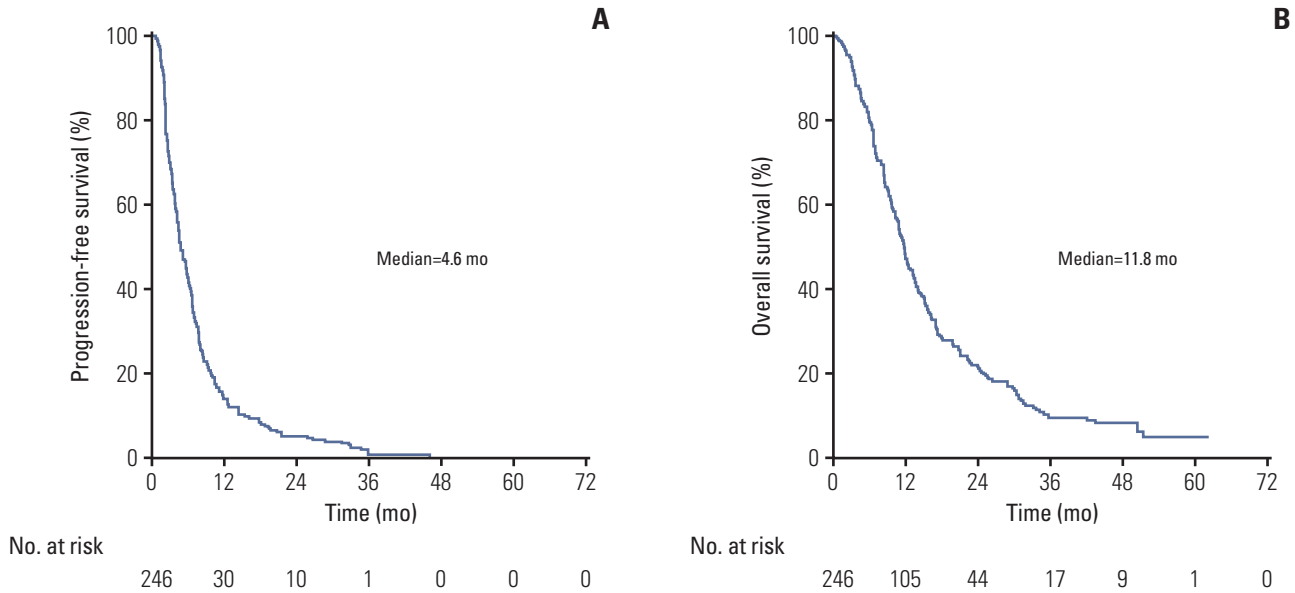 A
Progression-free survival (%)
100
80
60
40
20
0
Median=4.6 mo
0 12 24 36 48 60 72
Time (mo)
No. at risk
246 30 10 1 0 0 0
B
Overall survival (%)
100
80
60
40
20
0
Median=11.8 mo
0 12 24 36 48 60 72
Time (mo)
No. at risk
246 105 44 17 9 1 0